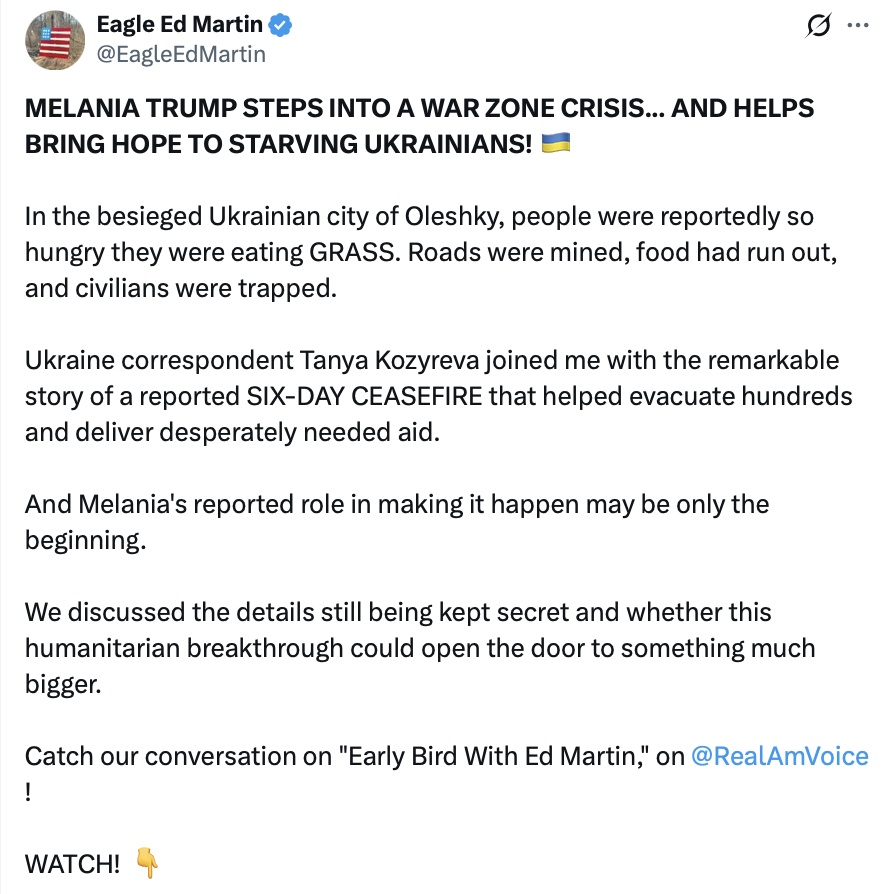 Eagle Ed Martin
@EagleEdMartin
MELANIA TRUMP STEPS INTO A WAR ZONE CRISIS... AND HELPS
BRING HOPE TO STARVING UKRAINIANS! 🇺🇦
In the besieged Ukrainian city of Oleshky, people were reportedly so
hungry they were eating GRASS. Roads were mined, food had run out,
and civilians were trapped.
Ukraine correspondent Tanya Kozyreva joined me with the remarkable
story of a reported SIX-DAY CEASEFIRE that helped evacuate hundreds
and deliver desperately needed aid.
And Melania's reported role in making it happen may be only the
beginning.
We discussed the details still being kept secret and whether this
humanitarian breakthrough could open the door to something much
bigger.
Catch our conversation on "Early Bird With Ed Martin," on @RealAmVoice
!
WATCH! 👇